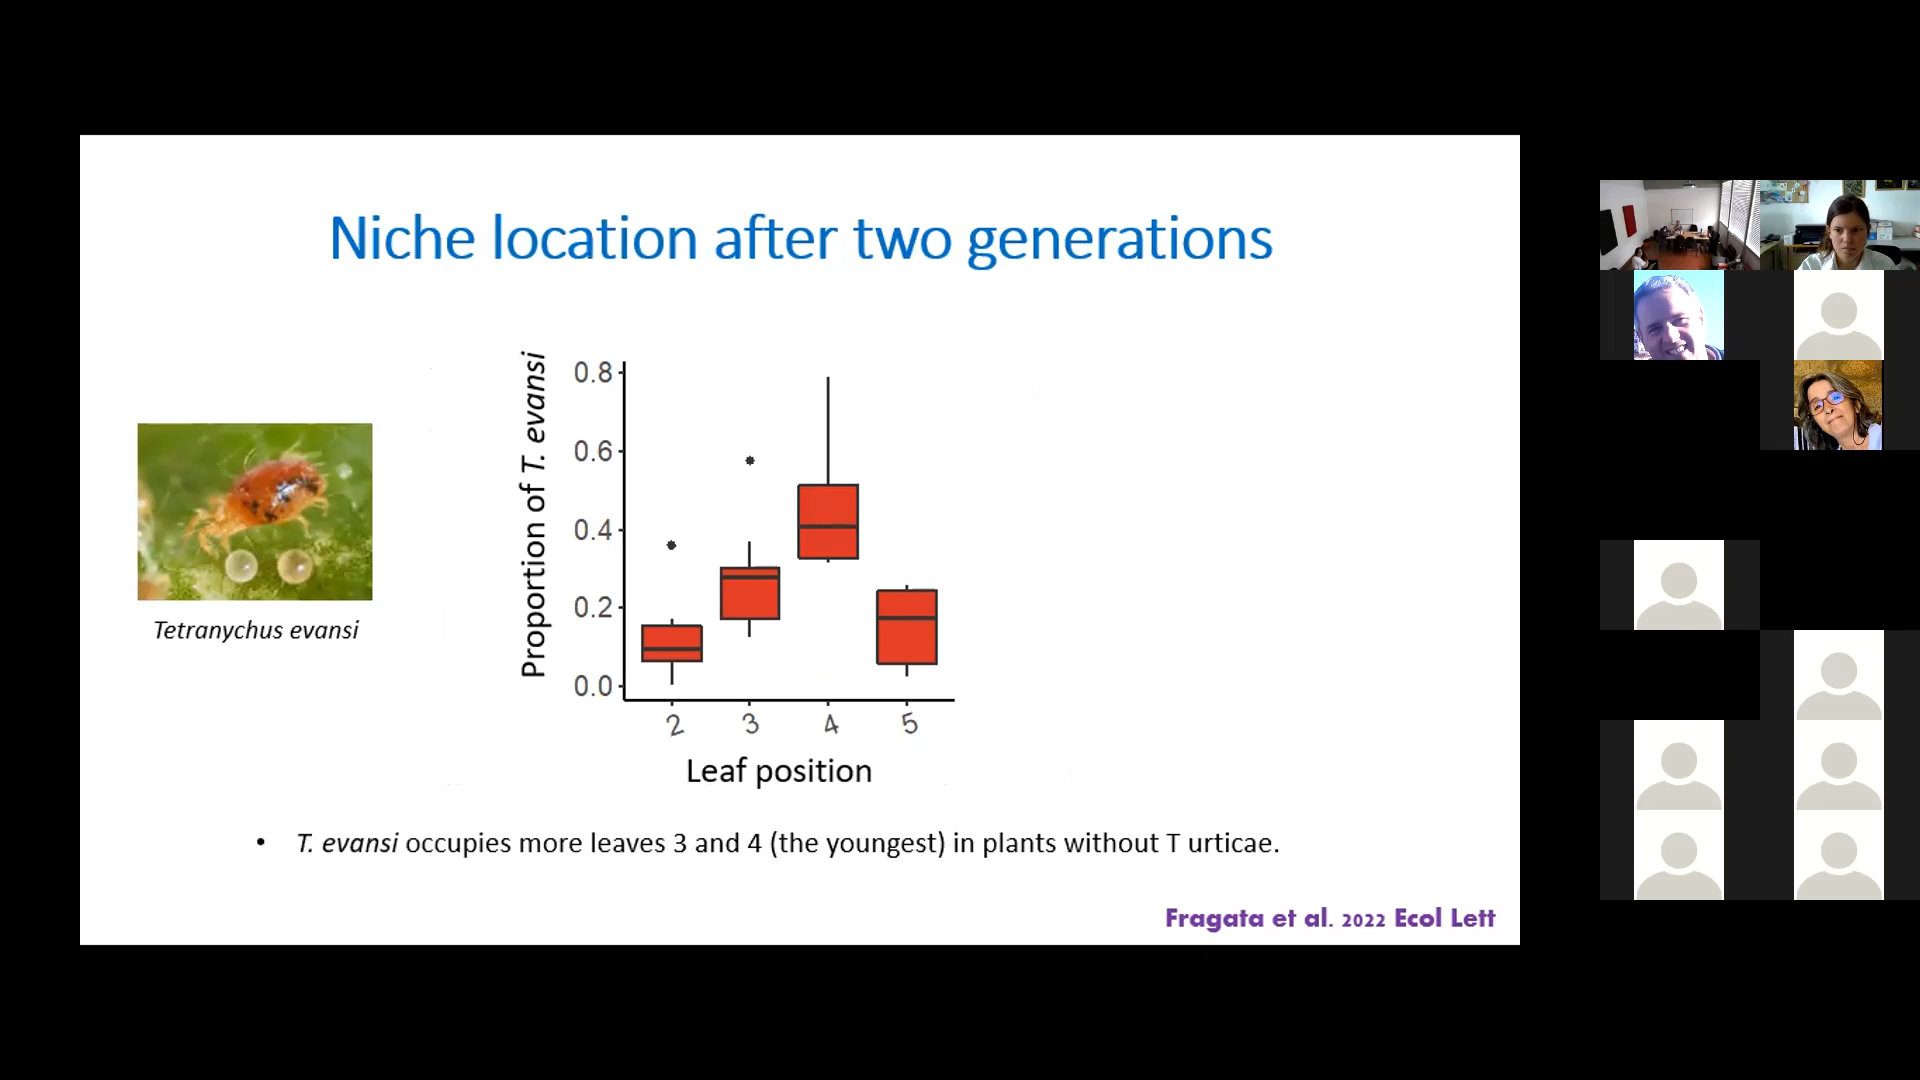 Niche location after two generations
Proportion of T. evansi
0.8
0.6
0.4
0.2
0.0
2 3 4 5
Leaf position
Tetranychus evansi
• T. evansi occupies more leaves 3 and 4 (the youngest) in plants without T urticae.
Fragata et al. 2022 Ecol Lett